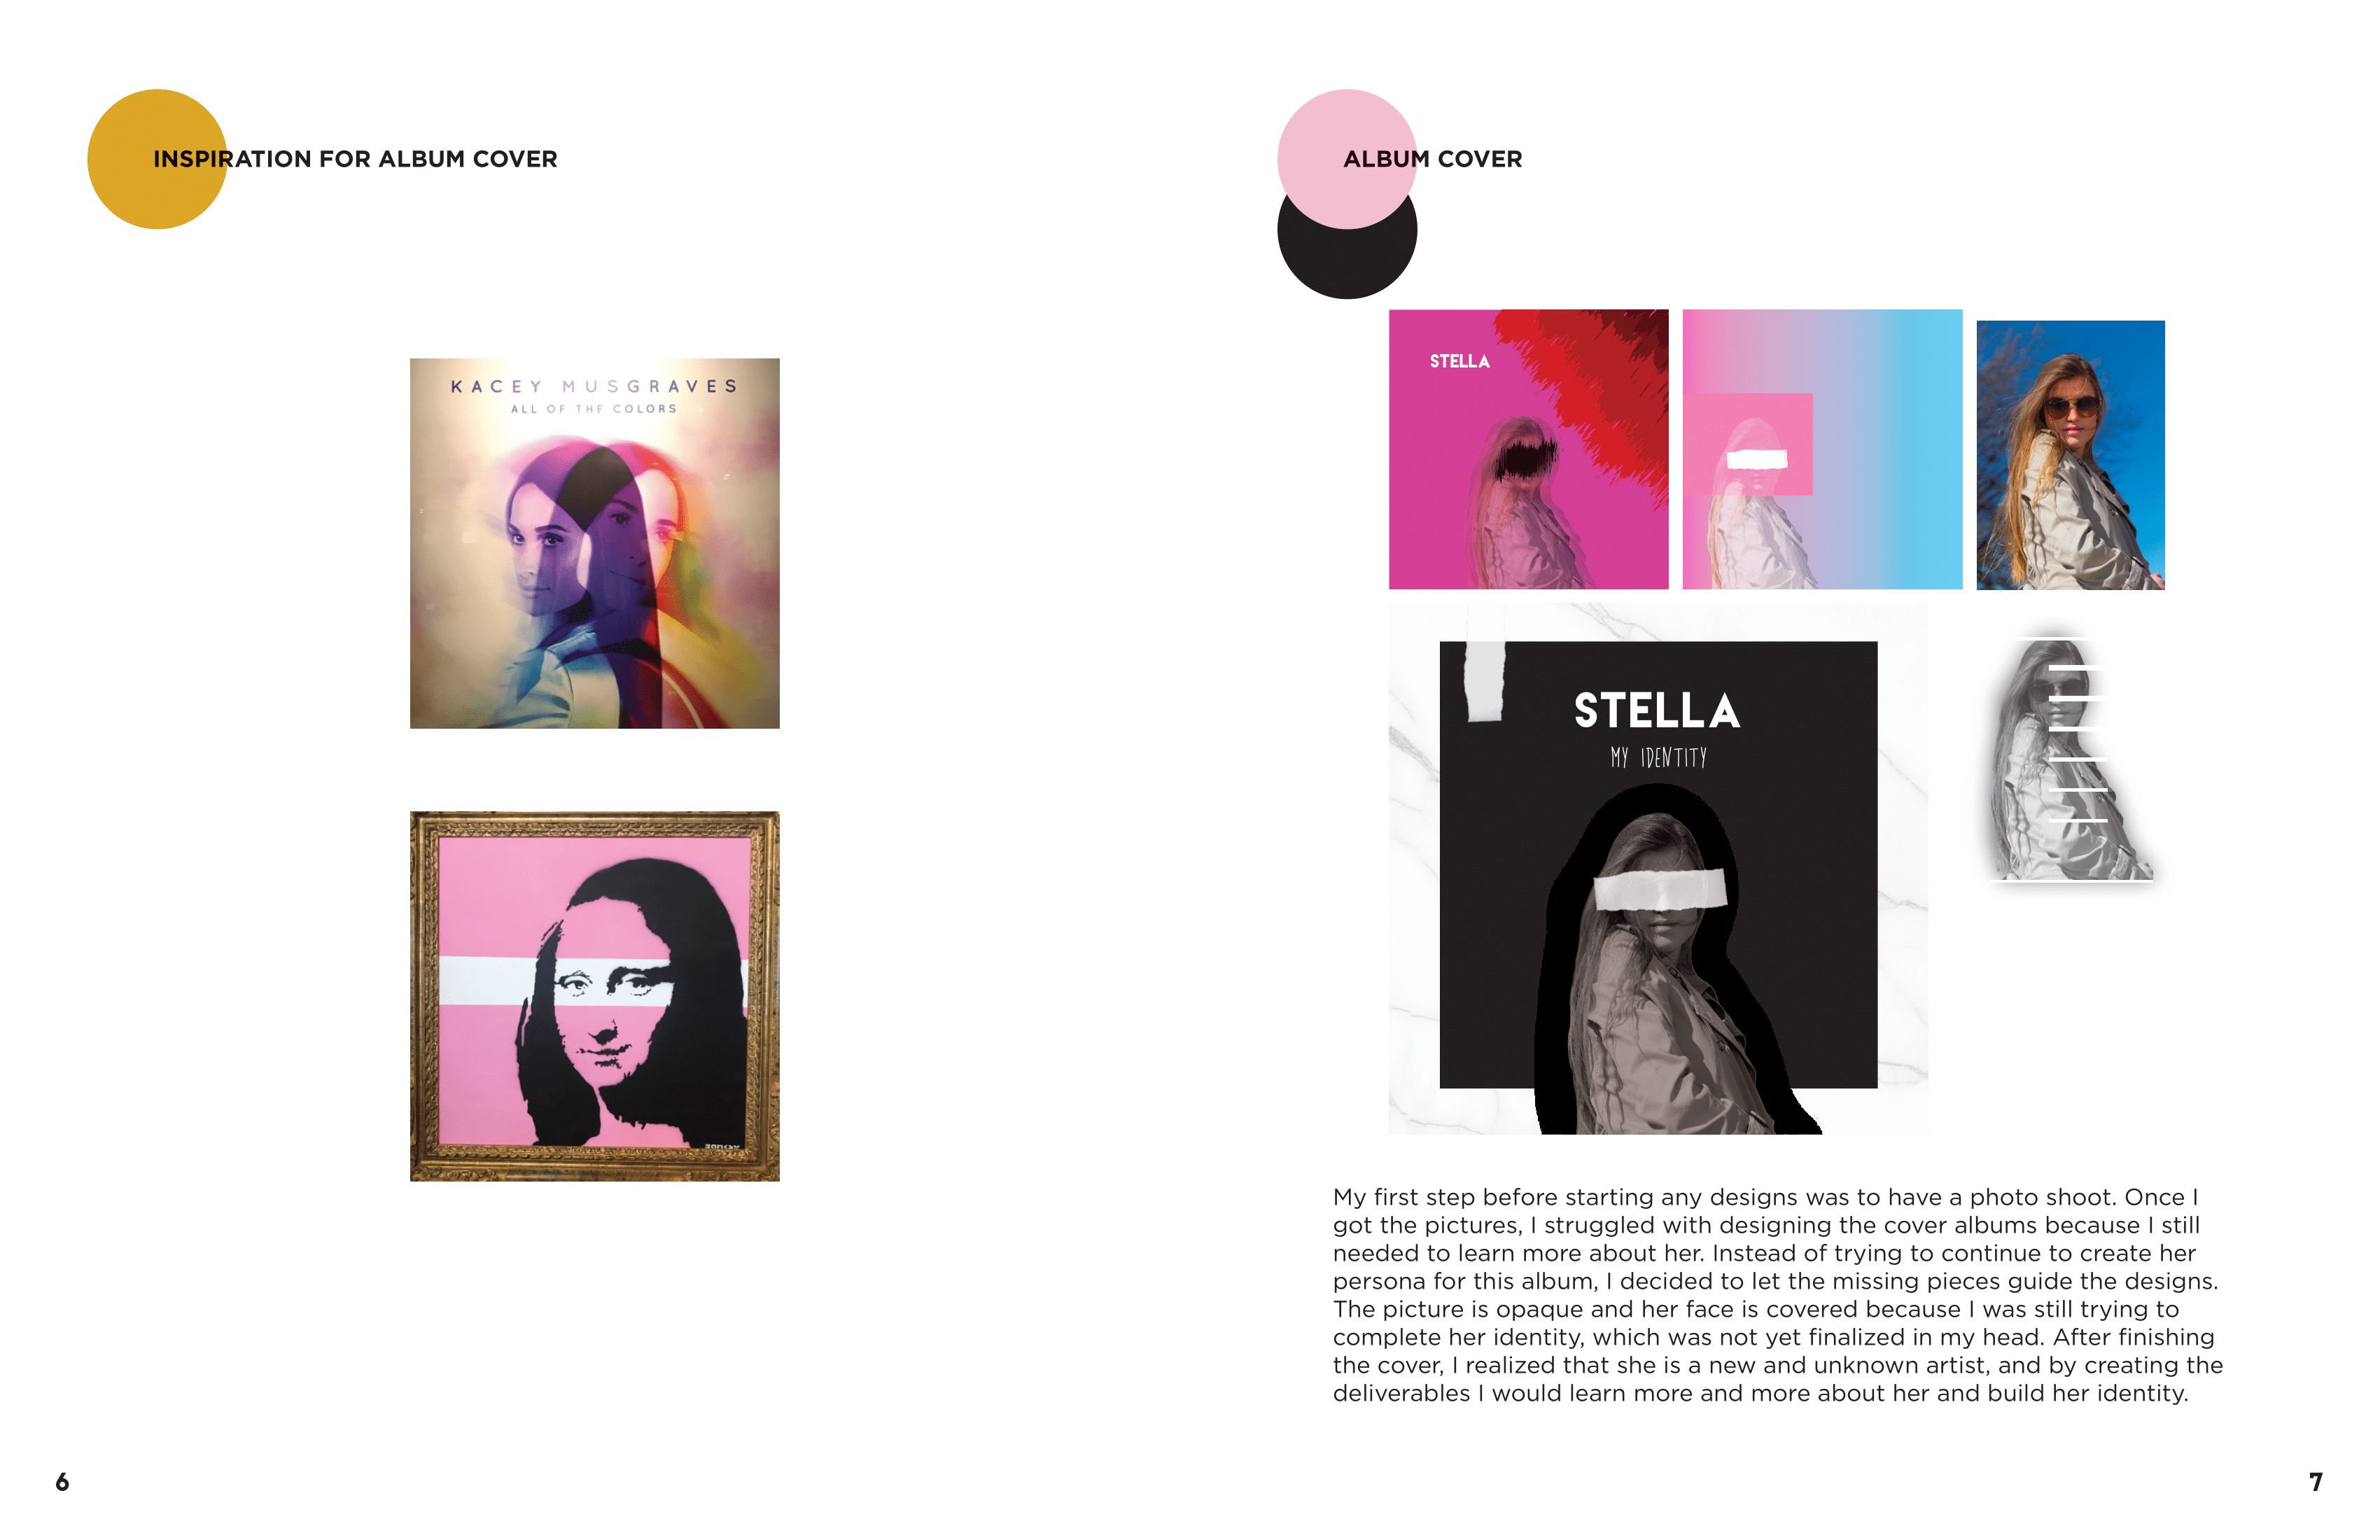 INSPIRATION FOR ALBUM COVER
KACEY MUSGRAVES
ALL OF THE COLORS
BANKSY
6
ALBUM COVER
STELLA
STELLA
MY IDENTITY
My first step before starting any designs was to have a photo shoot. Once I
got the pictures, I struggled with designing the cover albums because I still
needed to learn more about her. Instead of trying to continue to create her
persona for this album, I decided to let the missing pieces guide the designs.
The picture is opaque and her face is covered because I was still trying to
complete her identity, which was not yet finalized in my head. After finishing
the cover, I realized that she is a new and unknown artist, and by creating the
deliverables I would learn more and more about her and build her identity.
7